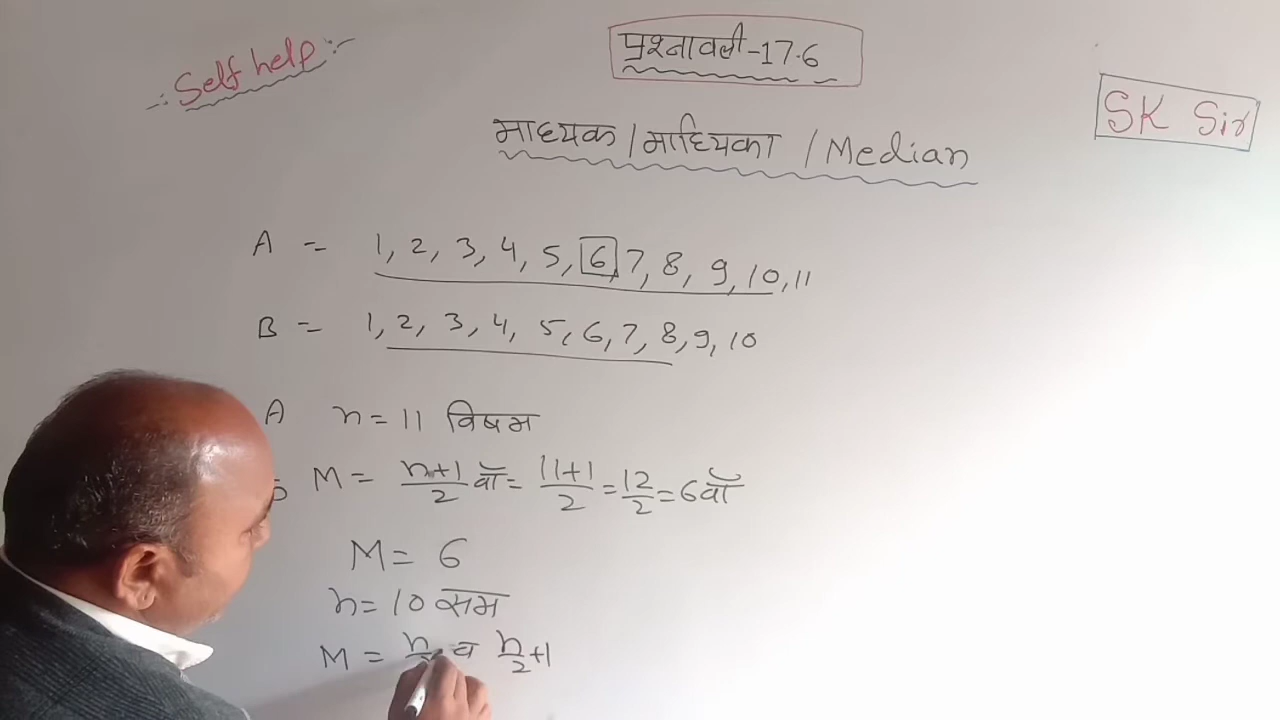 -: Self help :-
प्रश्नावली-17.6
SK Sir
माध्यक / माध्यिका / Median
A = 1, 2, 3, 4, 5, 6, 7, 8, 9, 10, 11
B = 1, 2, 3, 4, 5, 6, 7, 8, 9, 10
A n = 11 विषम
M = n+1/2 वाँ = 11+1/2 = 12/2 = 6 वाँ
M = 6
n = 10 सम
M = n/ व n/2 +1